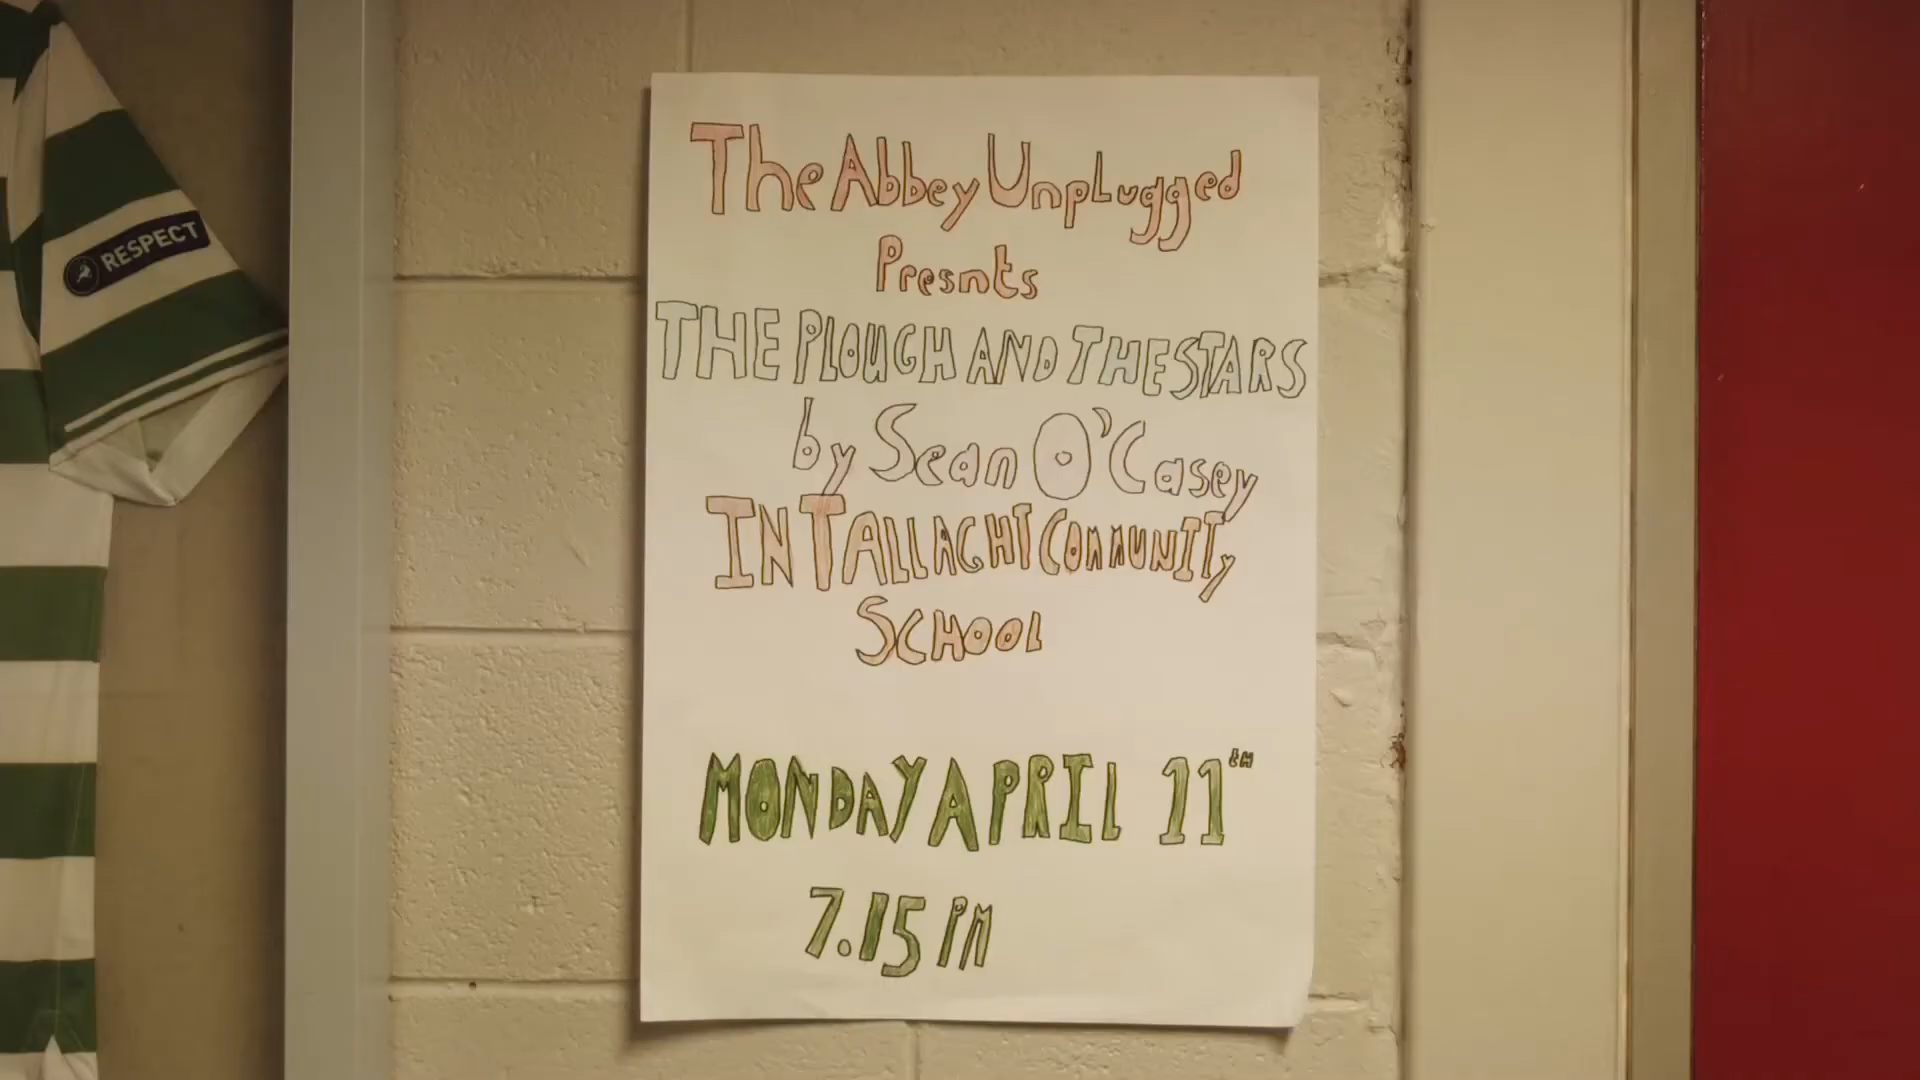 RESPECT
The Abbey Unplugged
Presnts
THE PLOUGH AND THE STARS
by Sean O'Casey
IN TALLAGHT COMMUNITY
SCHOOL
MONDAY APRIL 11th
7.15 PM